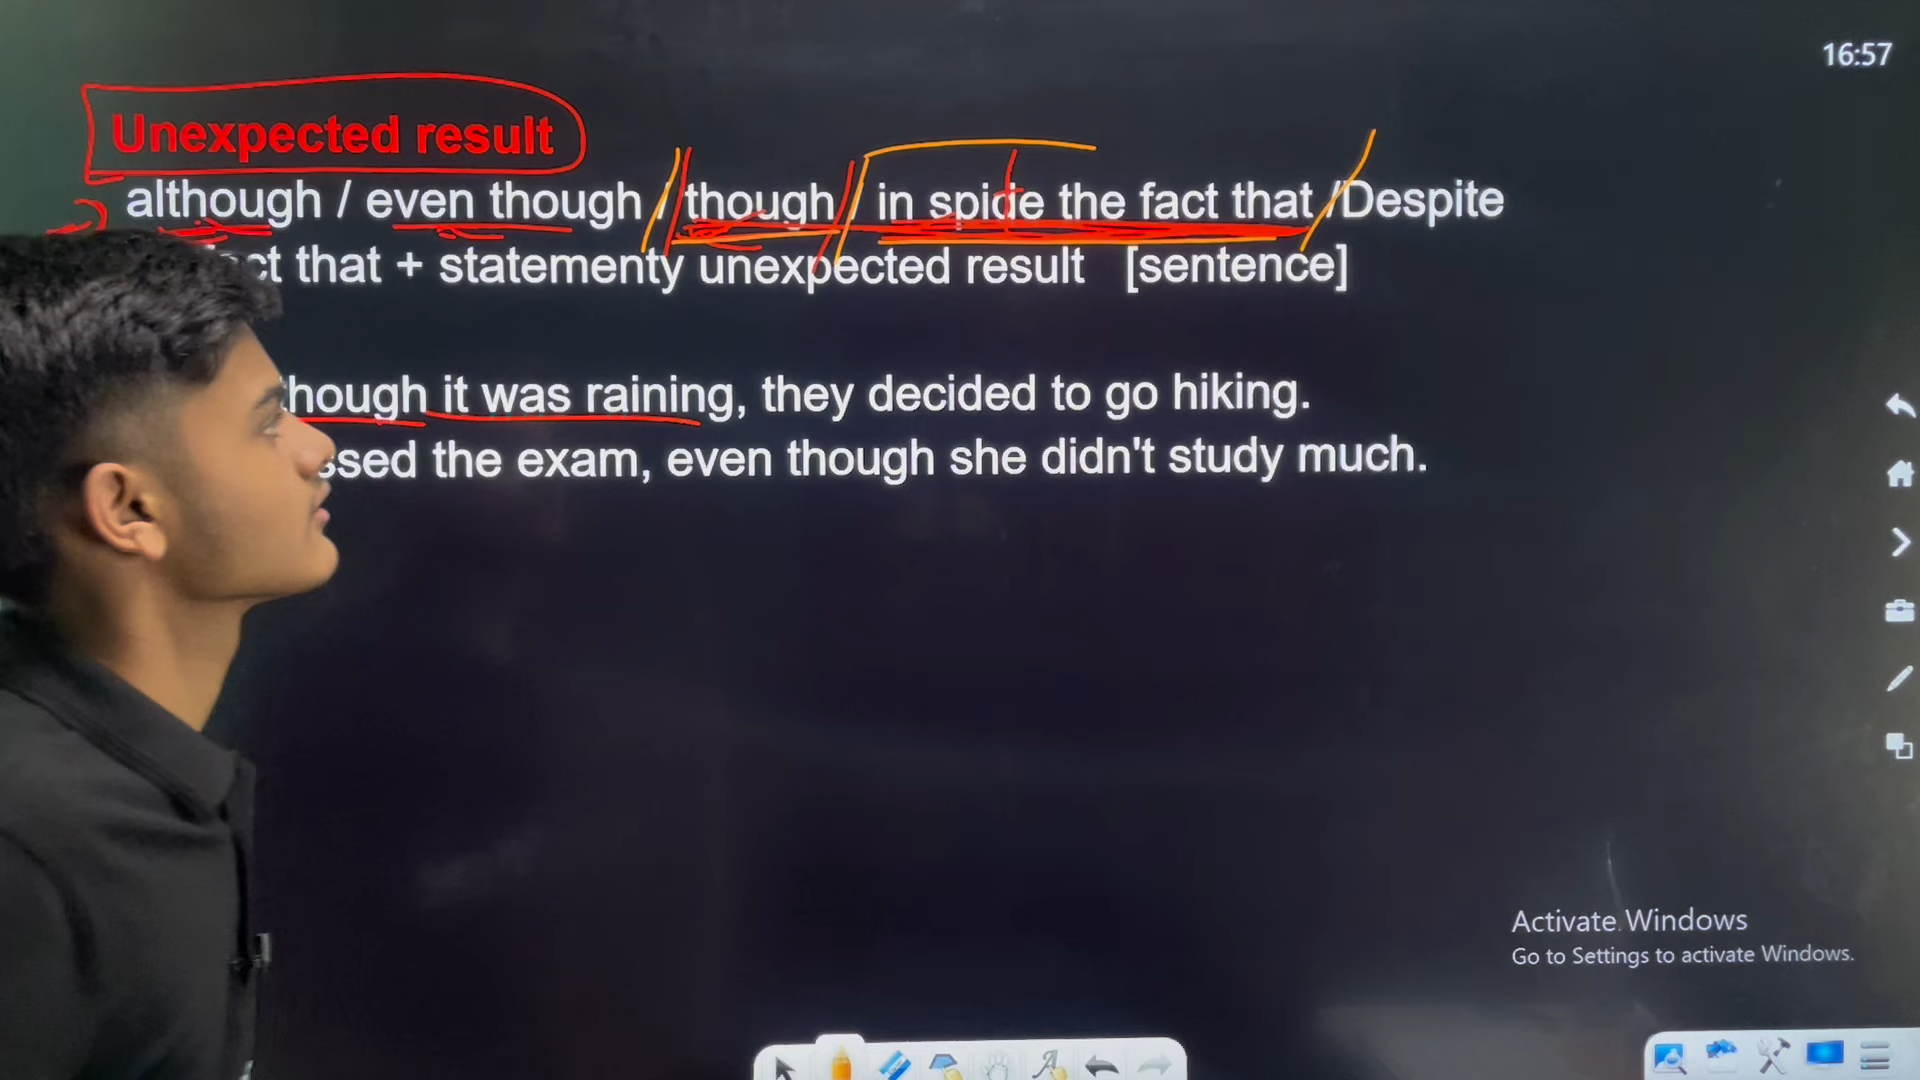 16:57
Unexpected result
although / even though / though / in spide the fact that /Despite
that + statementy unexpected result [sentence]
it was raining, they decided to go hiking.
the exam, even though she didn't study much.
Activate Windows
Go to Settings to activate Windows.